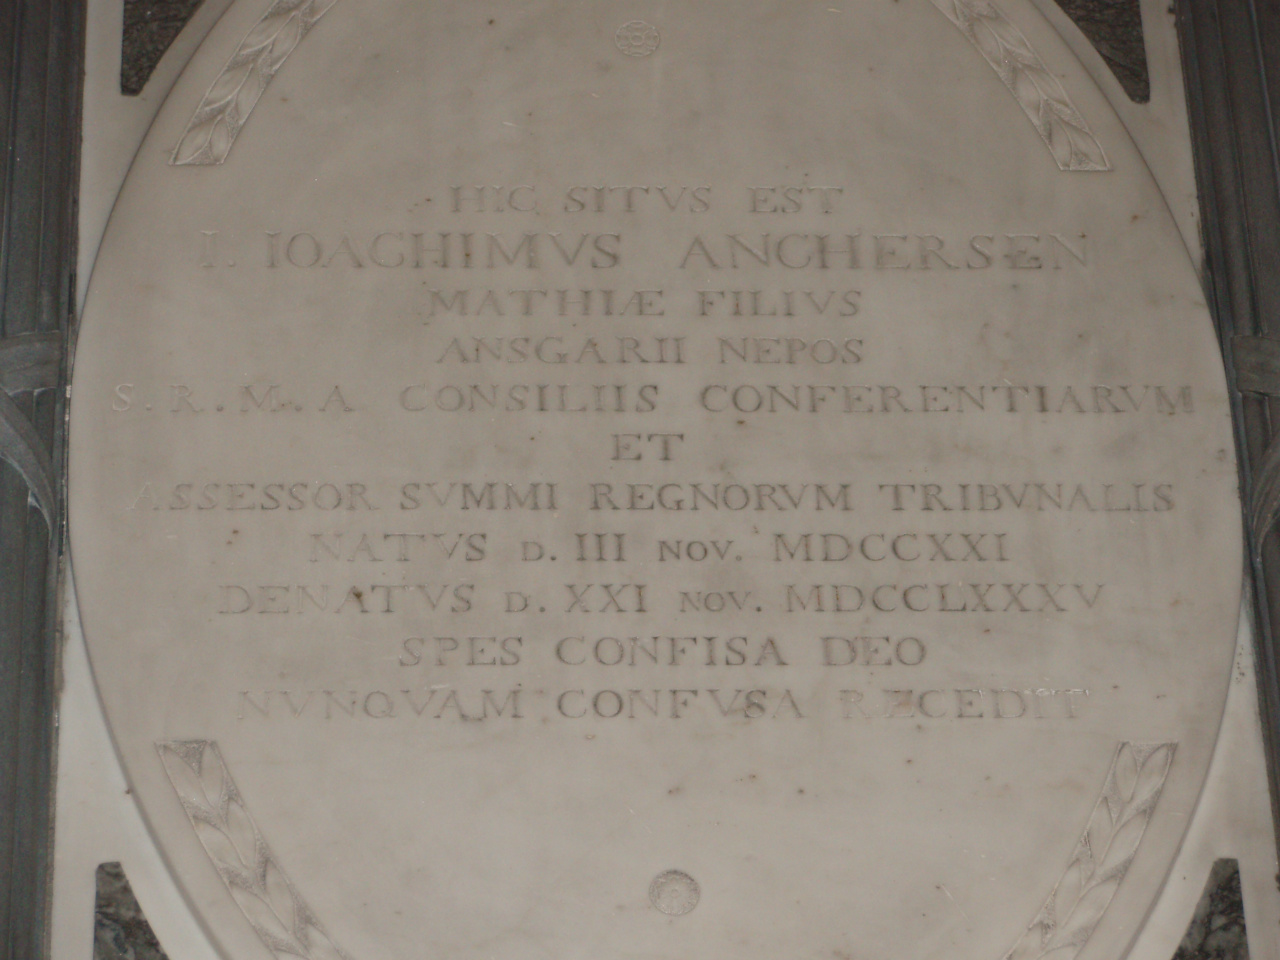 HIC SITVS EST
I. IOACHIMVS ANCHERSEN
MATHIÆ FILIVS
ANSGARII NEPOS
S.R.M. A CONSILIIS CONFERENTIARVM
ET
ASSESSOR SVMMI REGNORVM TRIBVNALIS
NATVS D. III NOV. MDCCXXI
DENATVS D. XXI NOV. MDCCLXXXV
SPES CONFISA DEO
NVNQVAM CONFVSA RECEDIT